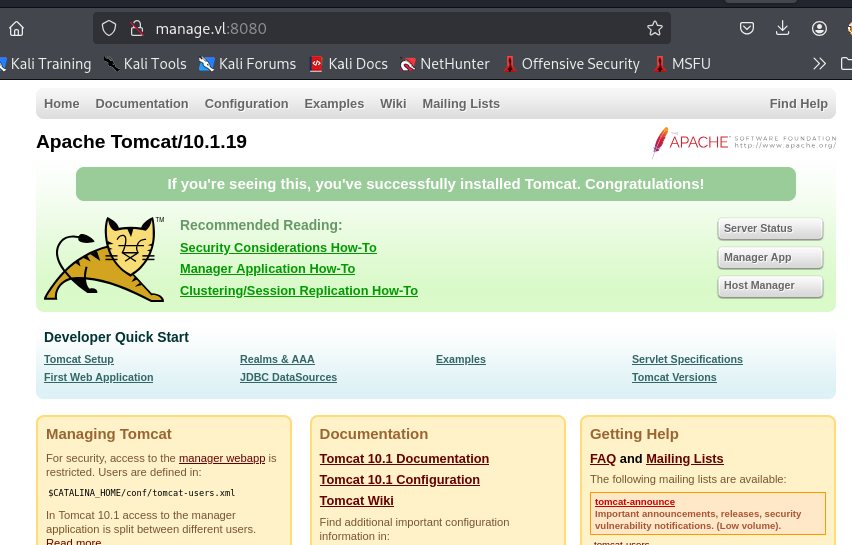 manage.vl:8080
Kali Training Kali Tools Kali Forums Kali Docs NetHunter Offensive Security MSFU
Home Documentation Configuration Examples Wiki Mailing Lists Find Help
Apache Tomcat/10.1.19
THE
APACHE SOFTWARE FOUNDATION
http://www.apache.org/
If you're seeing this, you've successfully installed Tomcat. Congratulations!
TM
Recommended Reading:
Security Considerations How-To
Manager Application How-To
Clustering/Session Replication How-To
Server Status
Manager App
Host Manager
Developer Quick Start
Tomcat Setup
First Web Application
Realms & AAA
JDBC DataSources
Examples
Servlet Specifications
Tomcat Versions
Managing Tomcat
For security, access to the manager webapp is
restricted. Users are defined in:
$CATALINA_HOME/conf/tomcat-users.xml
In Tomcat 10.1 access to the manager
application is split between different users.
Read more
Documentation
Tomcat 10.1 Documentation
Tomcat 10.1 Configuration
Tomcat Wiki
Find additional important configuration
information in:
Getting Help
FAQ and Mailing Lists
The following mailing lists are available:
tomcat-announce
Important announcements, releases, security
vulnerability notifications. (Low volume).
tomcat-users